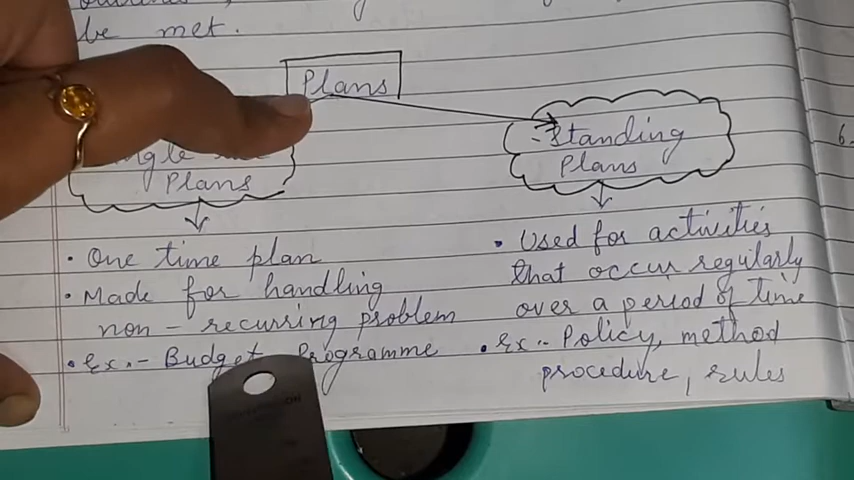 be met.
Plans
Plans
-Standing
Plans
• One time plan
• Made for handling
non - recurring problem
• Ex.- Budget Programme
• Used for activities
that occur regularly
over a period of time
• Ex:- Policy, method
procedure, rules
6.